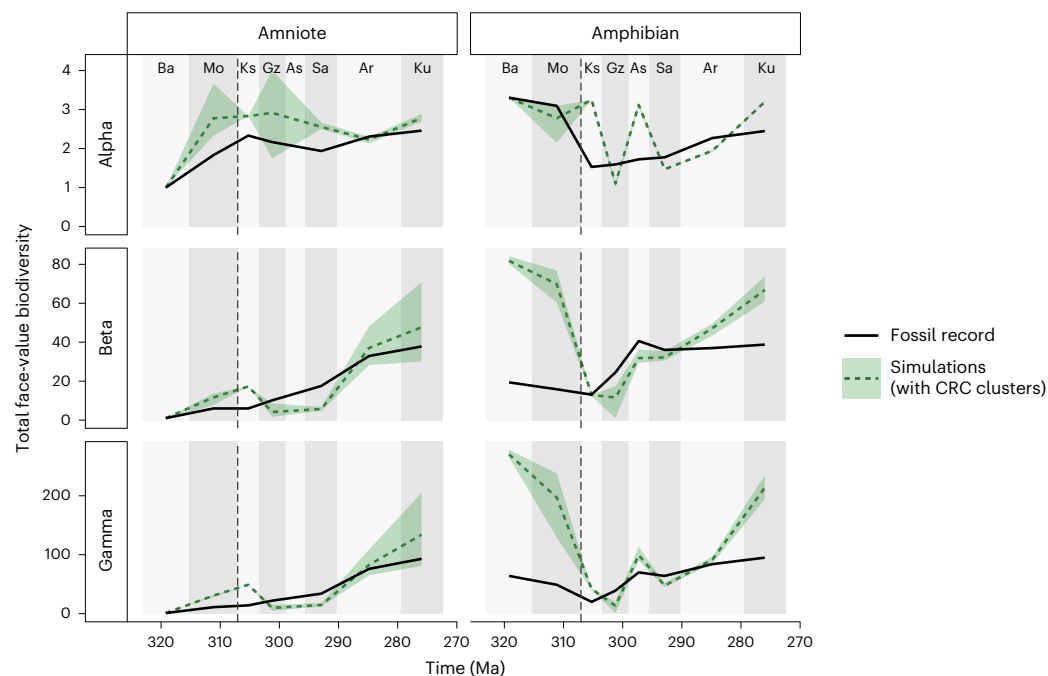 Amniote
Amphibian
Ba Mo Ks Gz As Sa Ar Ku
Ba Mo Ks Gz As Sa Ar Ku
Alpha
4
3
2
1
0
Total face-value biodiversity
Beta
80
60
40
20
0
Gamma
200
100
0
320 310 300 290 280 270
320 310 300 290 280 270
Time (Ma)
Fossil record
Simulations
(with CRC clusters)